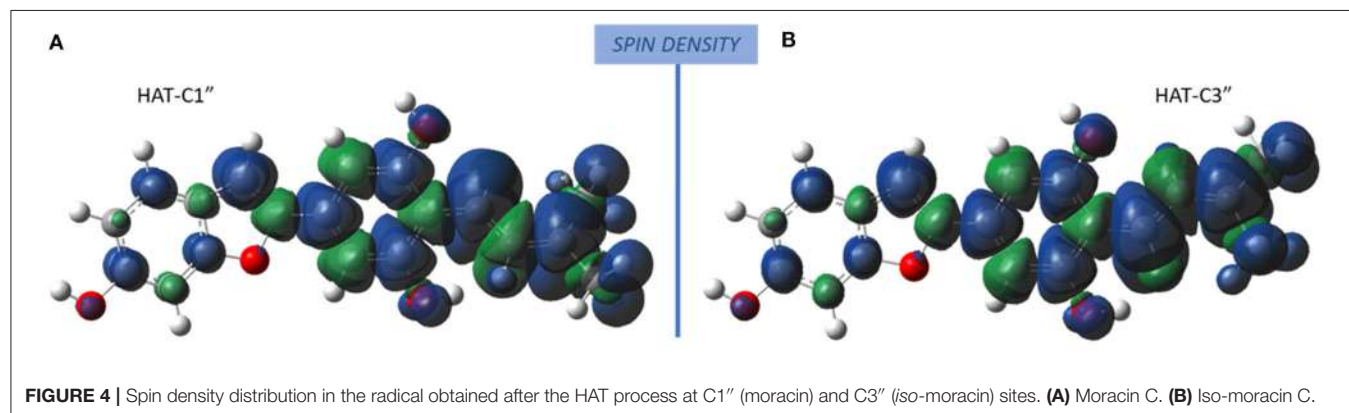 A
SPIN DENSITY
B
HAT-C1″
HAT-C3″
FIGURE 4 | Spin density distribution in the radical obtained after the HAT process at C1″ (moracin) and C3″ (iso-moracin) sites. (A) Moracin C. (B) Iso-moracin C.